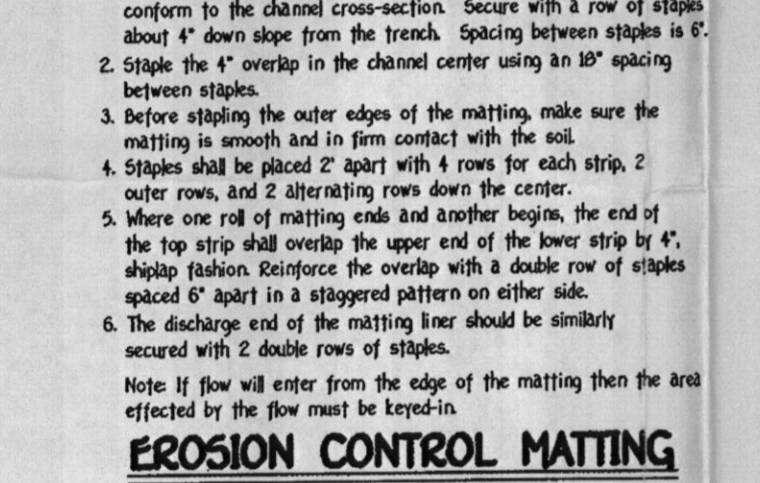 conform to the channel cross-section. Secure with a row of staples
about 4" down slope from the trench. Spacing between staples is 6".
2. Staple the 4" overlap in the channel center using an 18" spacing
between staples.
3. Before stapling the outer edges of the matting, make sure the
matting is smooth and in firm contact with the soil.
4. Staples shall be placed 2' apart with 4 rows for each strip, 2
outer rows, and 2 alternating rows down the center.
5. Where one roll of matting ends and another begins, the end of
the top strip shall overlap the upper end of the lower strip by 4",
shiplap fashion. Reinforce the overlap with a double row of staples
spaced 6" apart in a staggered pattern on either side.
6. The discharge end of the matting liner should be similarly
secured with 2 double rows of staples.
Note: If flow will enter from the edge of the matting then the area
effected by the flow must be keyed-in.
EROSION CONTROL MATTING